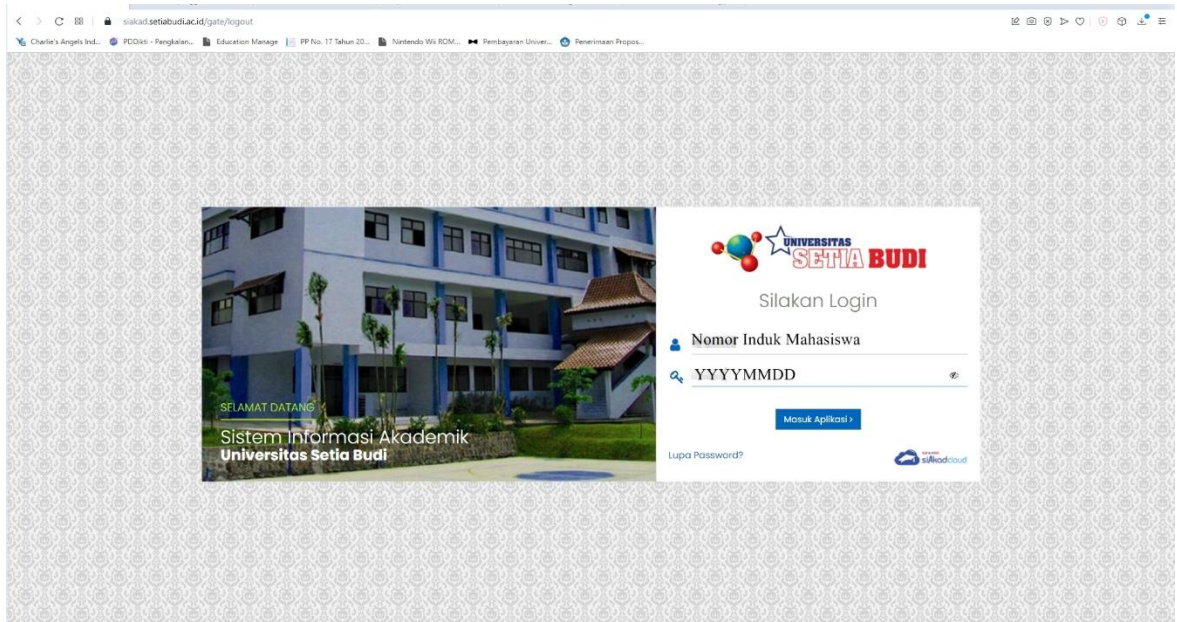 siakad.setiabudi.ac.id/gate/logout
Charlie's Angels Ind... PDDikti - Pangkalan... Education Manage PP No. 17 Tahun 20... Nintendo Wii ROM... Pembayaran Univer... Penerimaan Propos...
UNIVERSITAS
SETIA BUDI
Silakan Login
Nomor Induk Mahasiswa
YYYYMMDD
Masuk Aplikasi >
Lupa Password?
siAkadcloud
SELAMAT DATANG
Sistem Informasi Akademik
Universitas Setia Budi